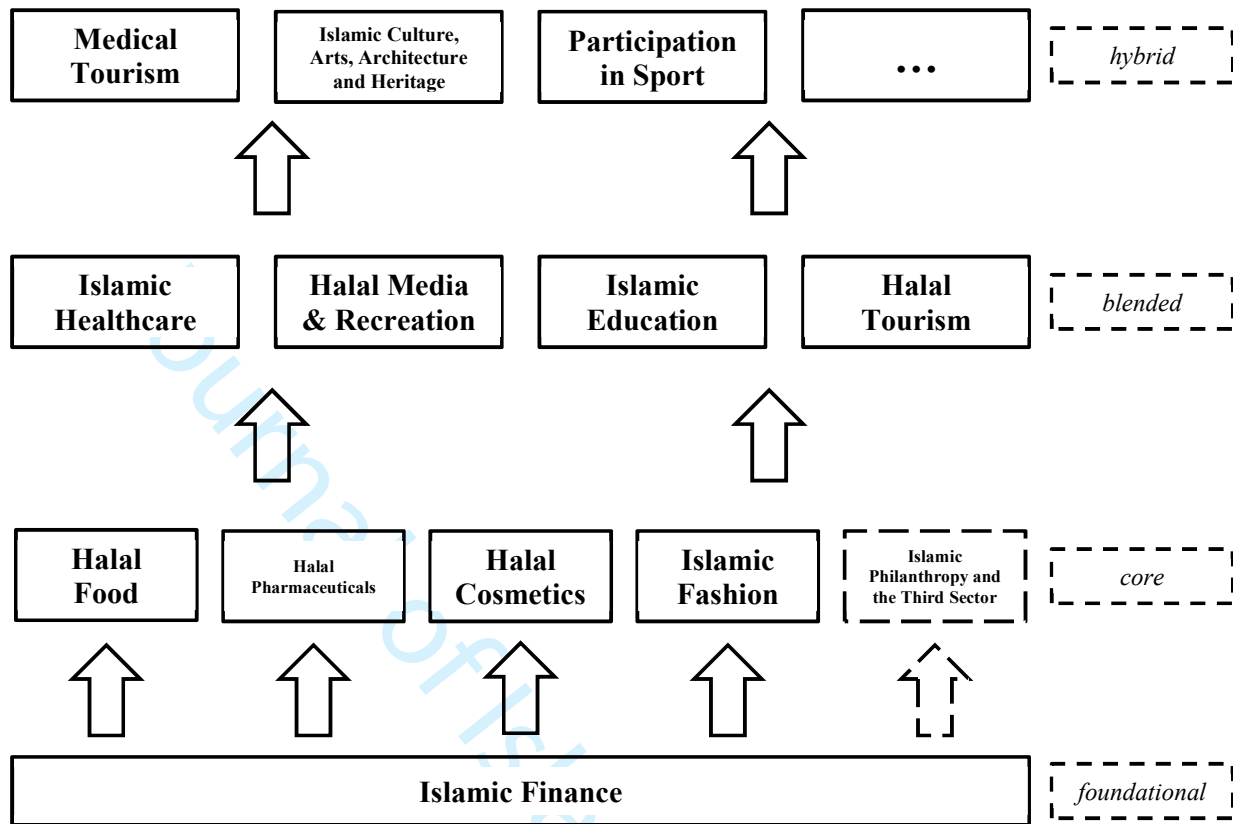 Medical
Tourism
Islamic Culture,
Arts, Architecture
and Heritage
Participation
in Sport
...
hybrid
Islamic
Healthcare
Halal Media
& Recreation
Islamic
Education
Halal
Tourism
blended
Halal
Food
Halal
Pharmaceuticals
Halal
Cosmetics
Islamic
Fashion
Islamic
Philanthropy and
the Third Sector
core
Islamic Finance
foundational